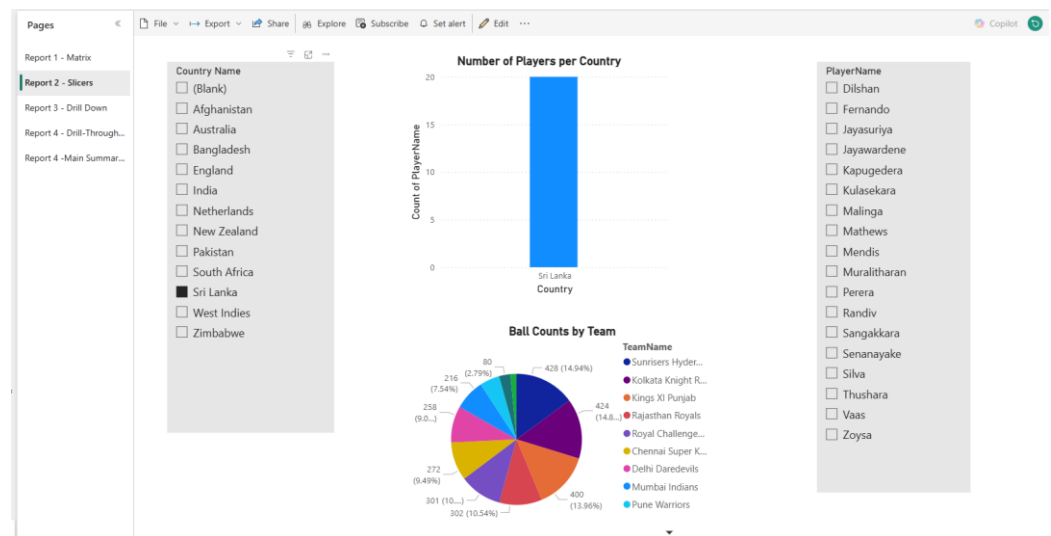 Pages
File
Export
Share
Explore
Subscribe
Set alert
Edit
Copilot
Report 1 - Matrix
Report 2 - Slicers
Report 3 - Drill Down
Report 4 - Drill-Through...
Report 4 -Main Summar...
Country Name
(Blank)
Afghanistan
Australia
Bangladesh
England
India
Netherlands
New Zealand
Pakistan
South Africa
Sri Lanka
West Indies
Zimbabwe
Number of Players per Country
Count of PlayerName
20
15
10
5
0
Sri Lanka
Country
Ball Counts by Team
80
(2.79%)
428 (14.94%)
216
(7.54%)
424
(14.8...)
258
(9.0...)
272
(9.49%)
400
(13.96%)
301 (10....)
302 (10.54%)
TeamName
Sunrisers Hyder...
Kolkata Knight R...
Kings XI Punjab
Rajasthan Royals
Royal Challenge...
Chennai Super K...
Delhi Daredevils
Mumbai Indians
Pune Warriors
PlayerName
Dilshan
Fernando
Jayasuriya
Jayawardene
Kapugedera
Kulasekara
Malinga
Mathews
Mendis
Muralitharan
Perera
Randiv
Sangakkara
Senanayake
Silva
Thushara
Vaas
Zoysa